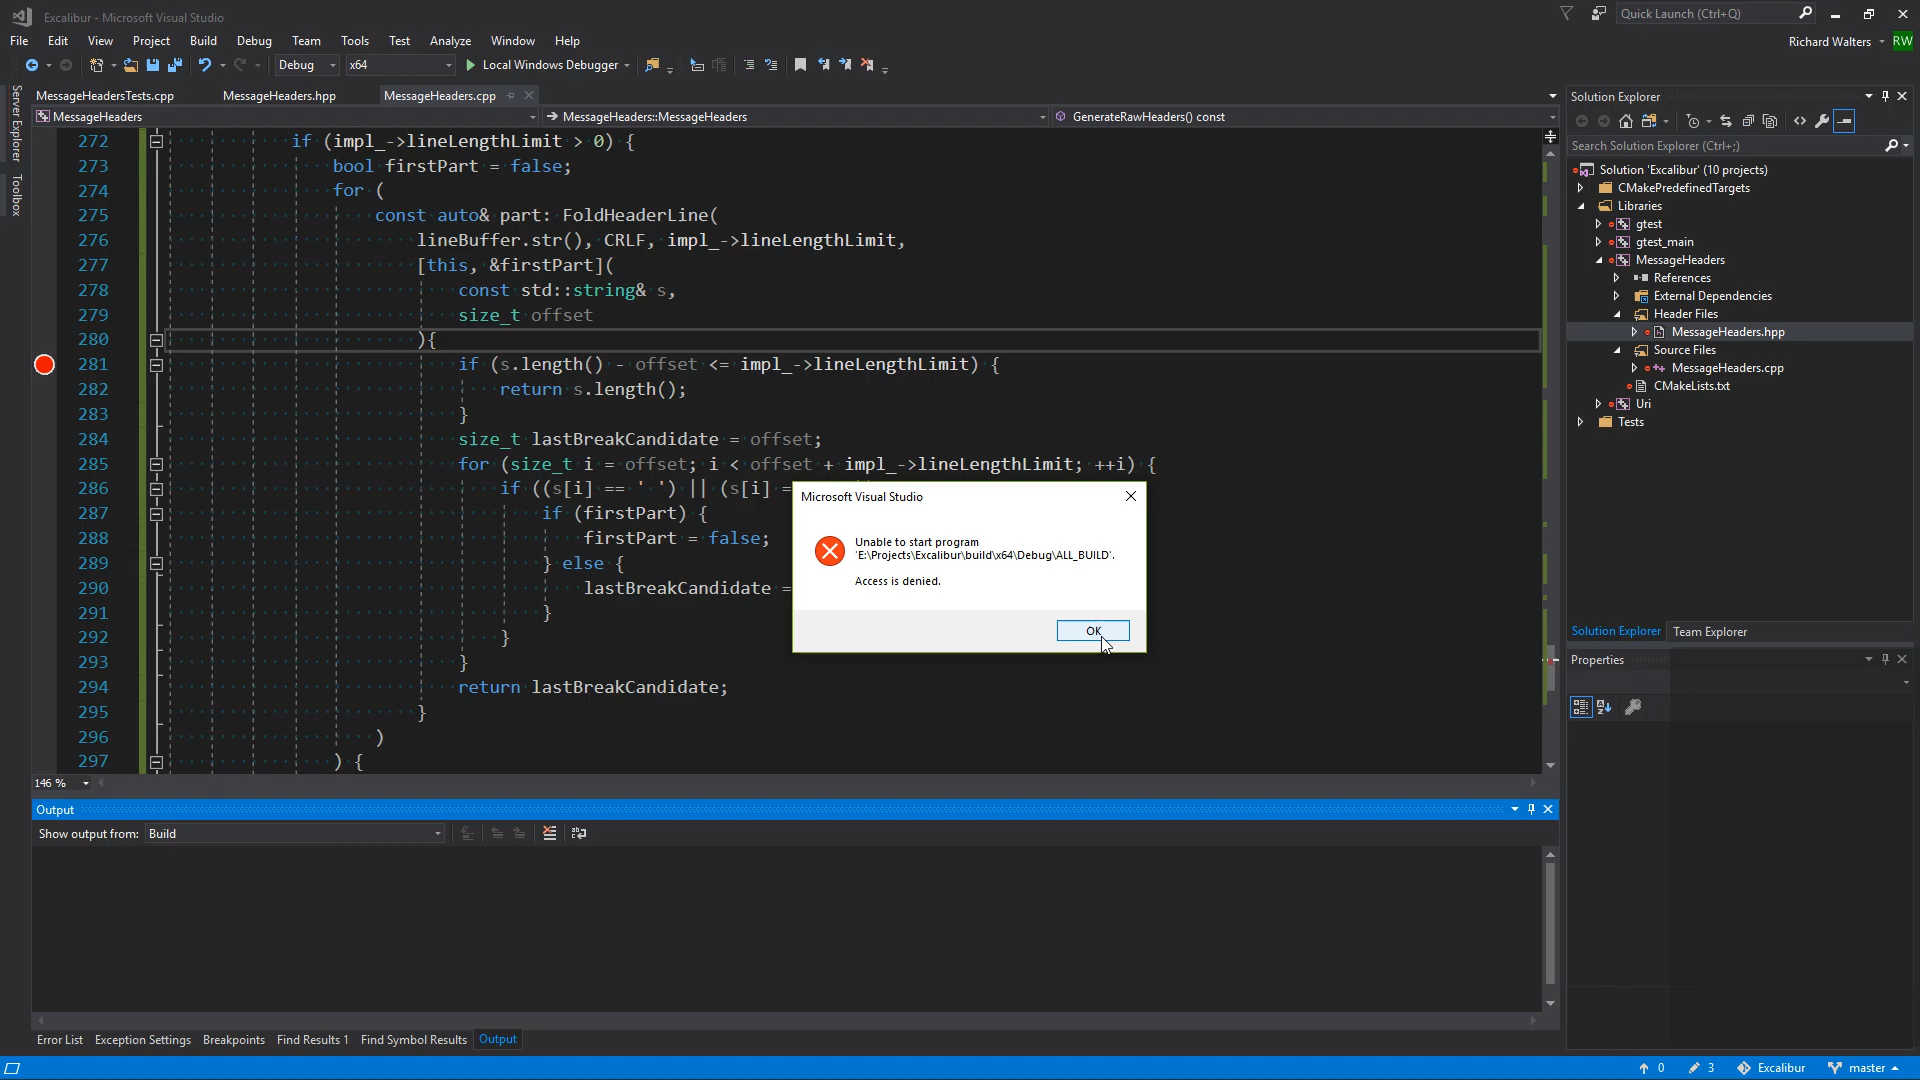 Excalibur - Microsoft Visual Studio
Quick Launch (Ctrl+Q)
File Edit View Project Build Debug Team Tools Test Analyze Window Help
Richard Walters RW
Debug x64 Local Windows Debugger
Server Explorer
Toolbox
MessageHeadersTests.cpp MessageHeaders.hpp MessageHeaders.cpp
MessageHeaders MessageHeaders::MessageHeaders GenerateRawHeaders() const
272 if (impl_->lineLengthLimit > 0) {
273 bool firstPart = false;
274 for (
275 const auto& part: FoldHeaderLine(
276 lineBuffer.str(), CRLF, impl_->lineLengthLimit,
277 [this, &firstPart](
278 const std::string& s,
279 size_t offset
280 ){
281 if (s.length() - offset <= impl_->lineLengthLimit) {
282 return s.length();
283 }
284 size_t lastBreakCandidate = offset;
285 for (size_t i = offset; i < offset + impl_->lineLengthLimit; ++i) {
286 if ((s[i] == ' ') || (s[i] =
287 if (firstPart) {
288 firstPart = false;
289 } else {
290 lastBreakCandidate =
291 }
292 }
293 }
294 return lastBreakCandidate;
295 }
296 )
297 ) {
146 %
Microsoft Visual Studio
Unable to start program
'E:\Projects\Excalibur\build\x64\Debug\ALL_BUILD'.
Access is denied.
OK
Output
Show output from: Build
Error List Exception Settings Breakpoints Find Results 1 Find Symbol Results Output
Solution Explorer
Search Solution Explorer (Ctrl+;)
Solution 'Excalibur' (10 projects)
CMakePredefinedTargets
Libraries
gtest
gtest_main
MessageHeaders
References
External Dependencies
Header Files
MessageHeaders.hpp
Source Files
MessageHeaders.cpp
CMakeLists.txt
Uri
Tests
Solution Explorer Team Explorer
Properties
0 3 Excalibur master